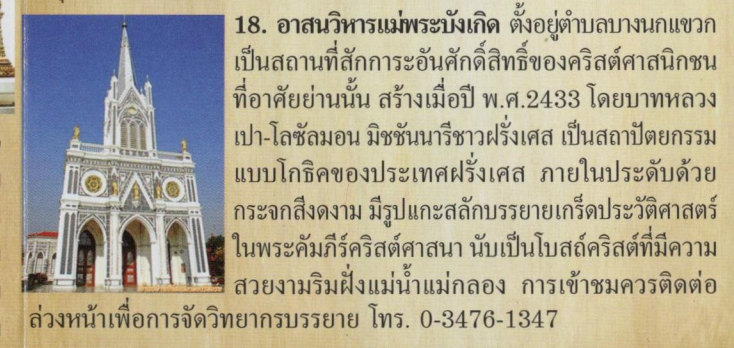 18. อาสนวิหารแม่พระบังเกิด ตั้งอยู่ตำบลบางนกแขวก
เป็นสถานที่สักการะอันศักดิ์สิทธิ์ของคริสต์ศาสนิกชน
ที่อาศัยย่านนั้น สร้างเมื่อปี พ.ศ.2433 โดยบาทหลวง
เปา-โลซัลมอน มิชชันนารีชาวฝรั่งเศส เป็นสถาปัตยกรรม
แบบโกธิคของประเทศฝรั่งเศส ภายในประดับด้วย
กระจกสีงดงาม มีรูปแกะสลักบรรยายเกร็ดประวัติศาสตร์
ในพระคัมภีร์คริสต์ศาสนา นับเป็นโบสถ์คริสต์ที่มีความ
สวยงามริมฝั่งแม่น้ำแม่กลอง การเข้าชมควรติดต่อ
ล่วงหน้าเพื่อการจัดวิทยากรบรรยาย โทร. 0-3476-1347